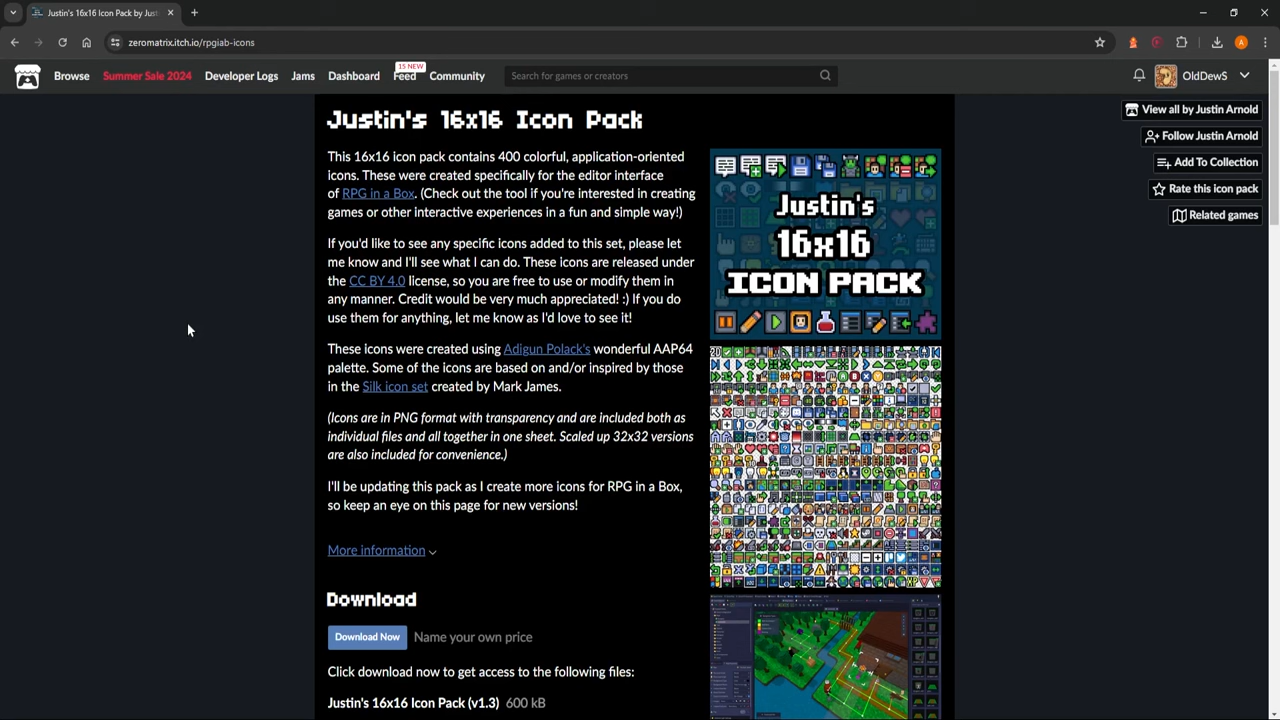 Justin's 16x16 Icon Pack by Just
zeromatrix.itch.io/rpgiab-icons
A
15 NEW
Browse Summer Sale 2024 Developer Logs Jams Dashboard Feed Community
Search for games or creators
OldDewS
View all by Justin Arnold
Follow Justin Arnold
Add To Collection
Rate this icon pack
Related games
Justin's 16x16 Icon Pack
This 16x16 icon pack contains 400 colorful, application-oriented
icons. These were created specifically for the editor interface
of RPG in a Box. (Check out the tool if you're interested in creating
games or other interactive experiences in a fun and simple way!)
If you'd like to see any specific icons added to this set, please let
me know and I'll see what I can do. These icons are released under
the CC BY 4.0 license, so you are free to use or modify them in
any manner. Credit would be very much appreciated! :) If you do
use them for anything, let me know as I'd love to see it!
These icons were created using Adigun Polack's wonderful AAP64
palette. Some of the icons are based on and/or inspired by those
in the Silk icon set created by Mark James.
(Icons are in PNG format with transparency and are included both as
individual files and all together in one sheet. Scaled up 32x32 versions
are also included for convenience.)
I'll be updating this pack as I create more icons for RPG in a Box,
so keep an eye on this page for new versions!
More information
Download
Download Now Name your own price
Click download now to get access to the following files:
Justin's
16x16
ICON PACK